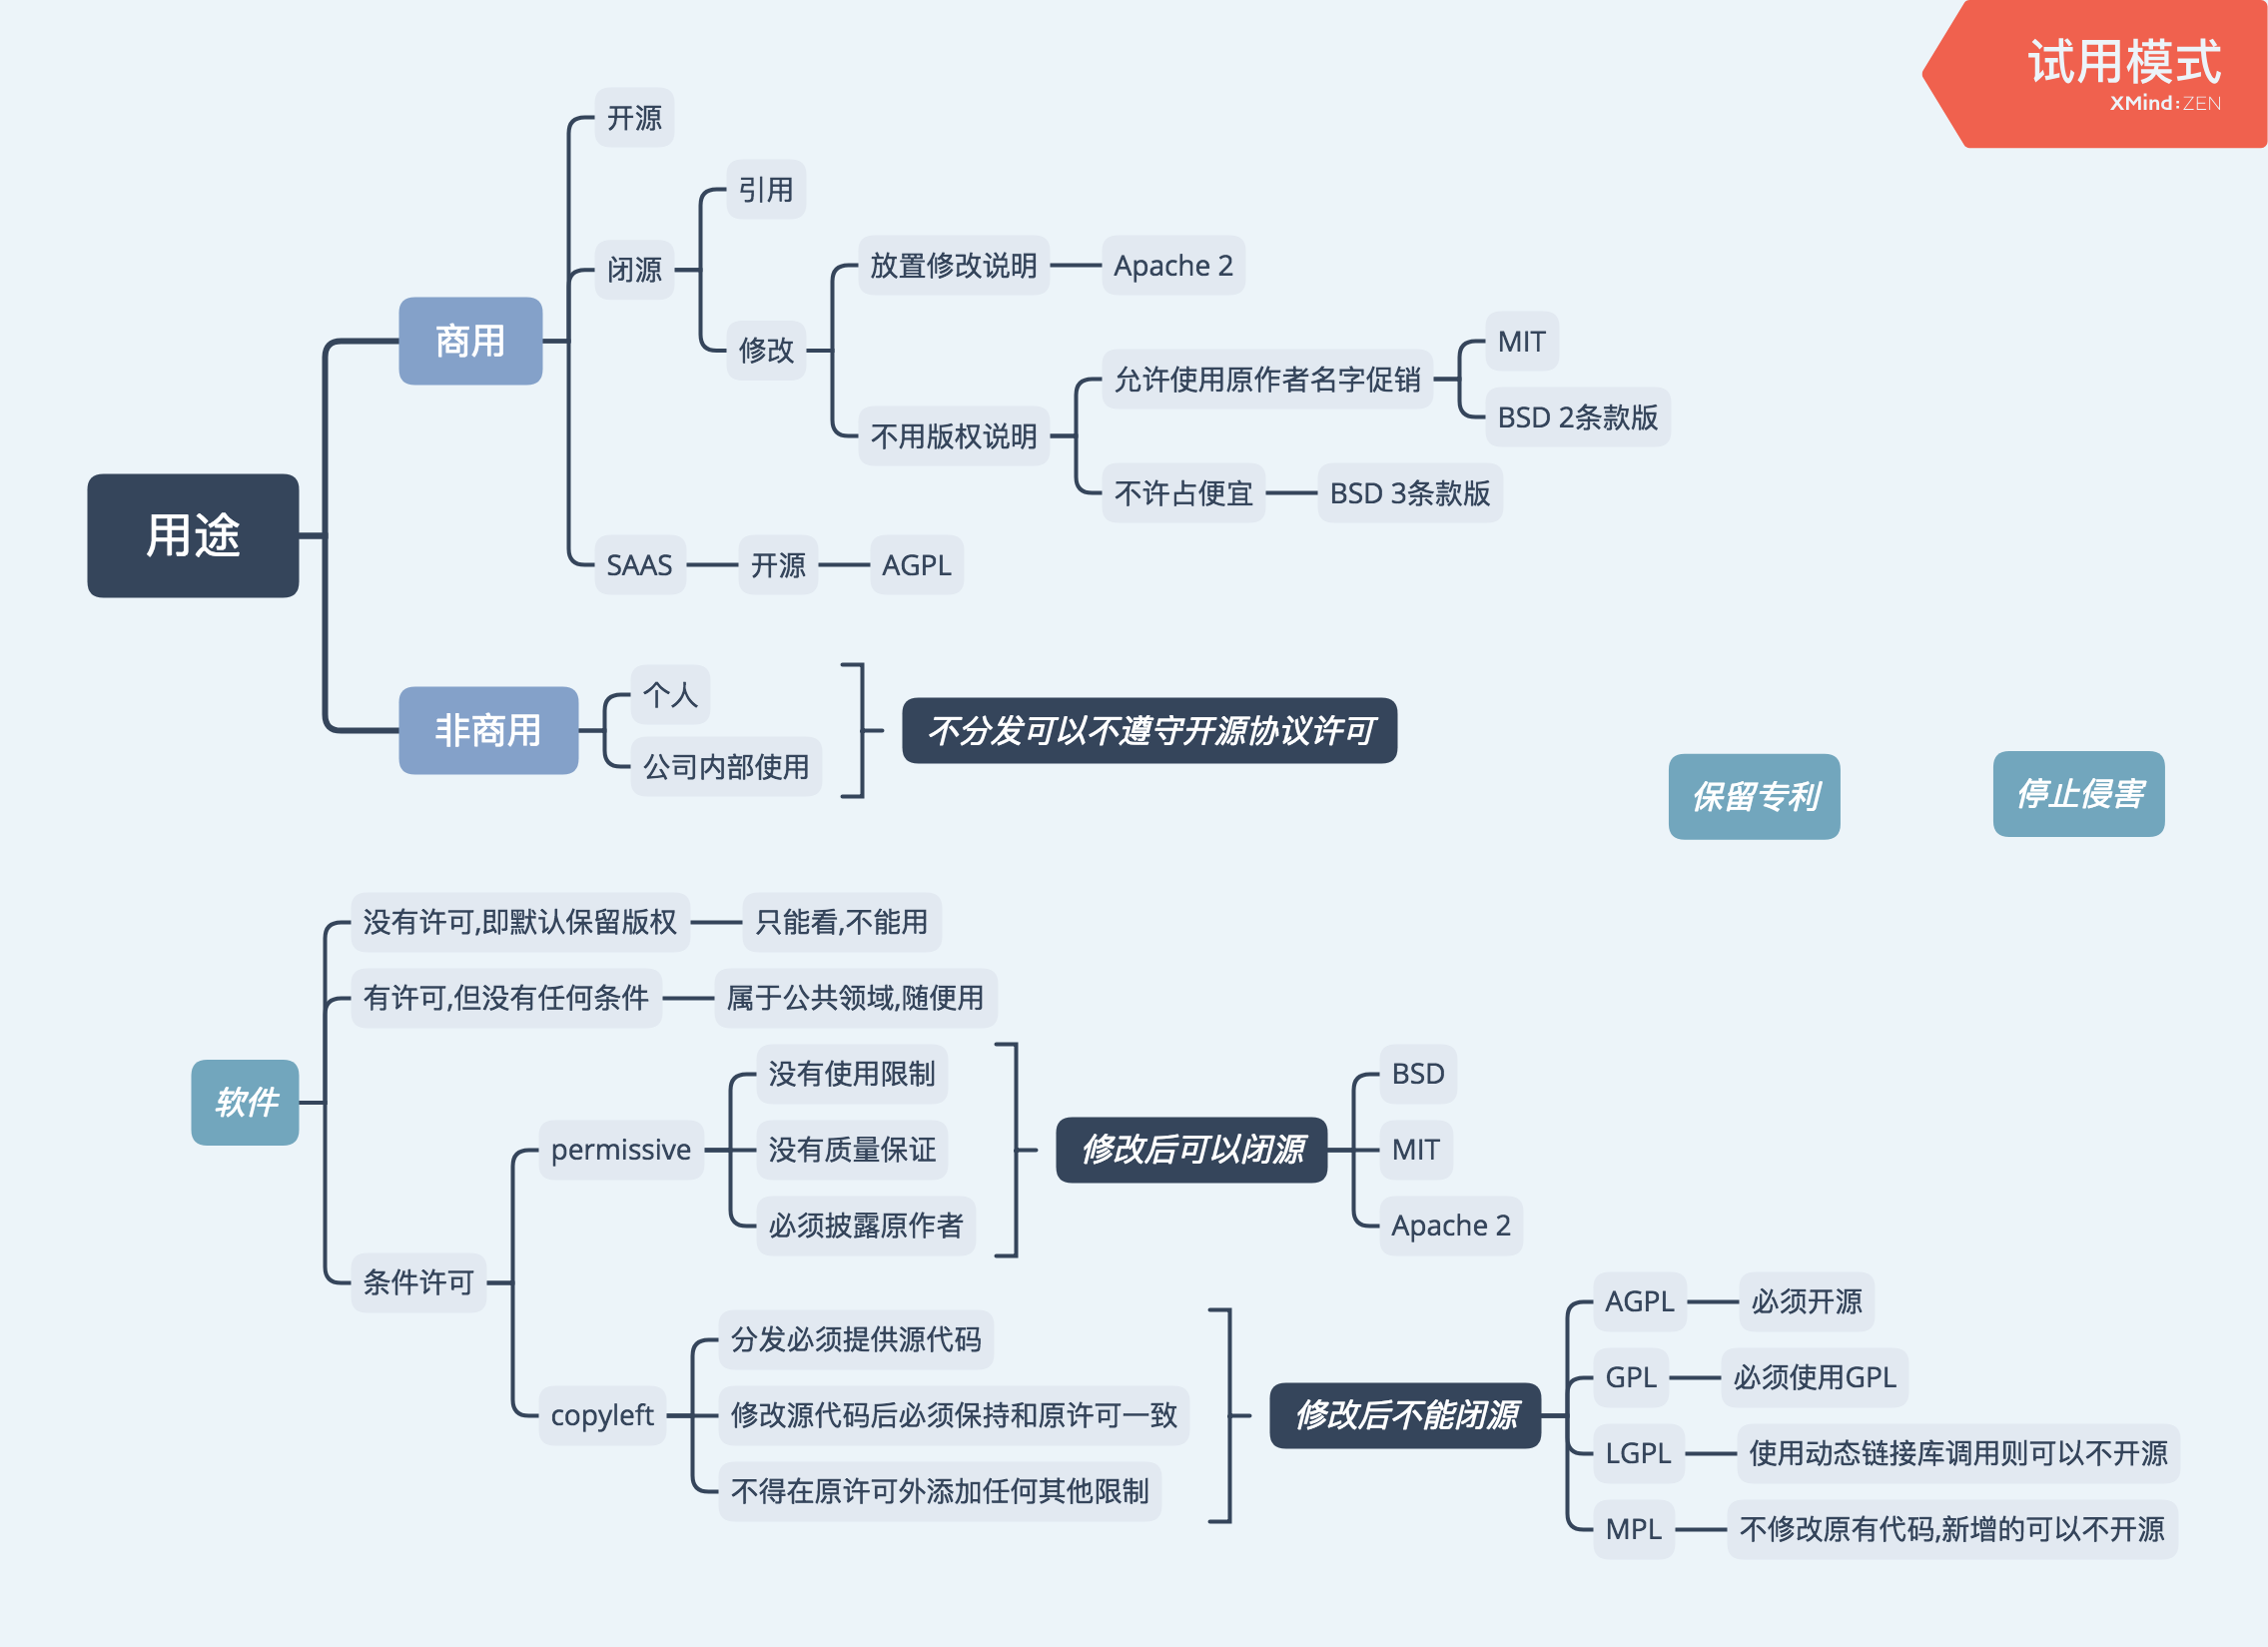 试用模式
XMind:ZEN
用途
商用
开源
闭源
引用
修改
放置修改说明
Apache 2
不用版权说明
允许使用原作者名字促销
MIT
BSD 2条款版
不许占便宜
BSD 3条款版
SAAS
开源
AGPL
非商用
个人
公司内部使用
不分发可以不遵守开源协议许可
保留专利
停止侵害
软件
没有许可,即默认保留版权
只能看,不能用
有许可,但没有任何条件
属于公共领域,随便用
条件许可
permissive
没有使用限制
没有质量保证
必须披露原作者
修改后可以闭源
BSD
MIT
Apache 2
copyleft
分发必须提供源代码
修改源代码后必须保持和原许可一致
不得在原许可外添加任何其他限制
修改后不能闭源
AGPL
必须开源
GPL
必须使用GPL
LGPL
使用动态链接库调用则可以不开源
MPL
不修改原有代码,新增的可以不开源